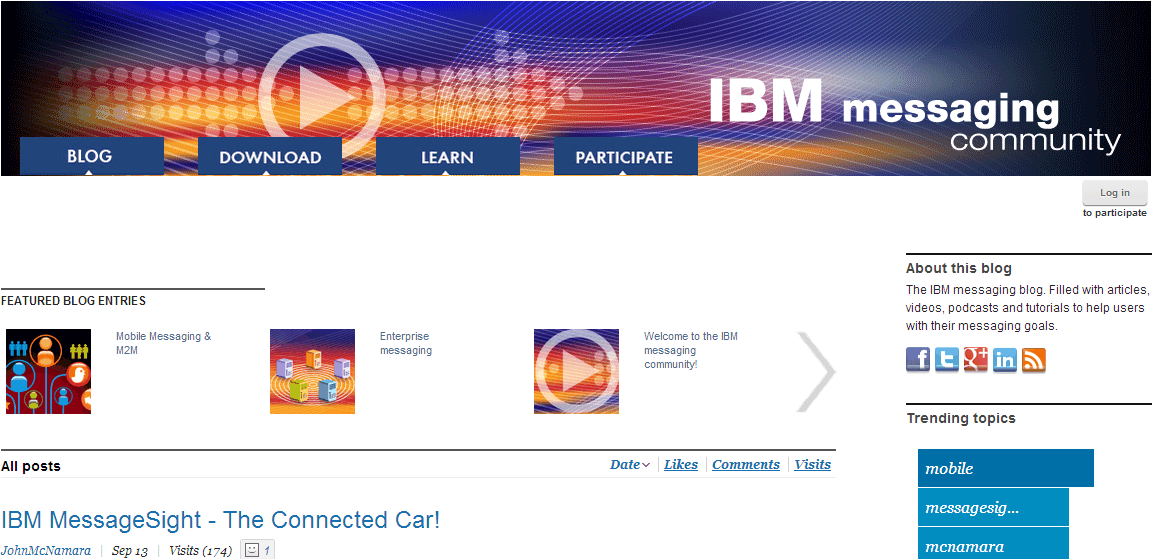 IBM messaging
community
BLOG
DOWNLOAD
LEARN
PARTICIPATE
Log in
to participate
FEATURED BLOG ENTRIES
Mobile Messaging &
M2M
Enterprise
messaging
Welcome to the IBM
messaging
community!
All posts
Date
Likes
Comments
Visits
IBM MessageSight - The Connected Car!
JohnMcNamara | Sep 13 | Visits (174) 1
About this blog
The IBM messaging blog. Filled with articles,
videos, podcasts and tutorials to help users
with their messaging goals.
f t g+ in
Trending topics
mobile
messagesig...
mcnamara